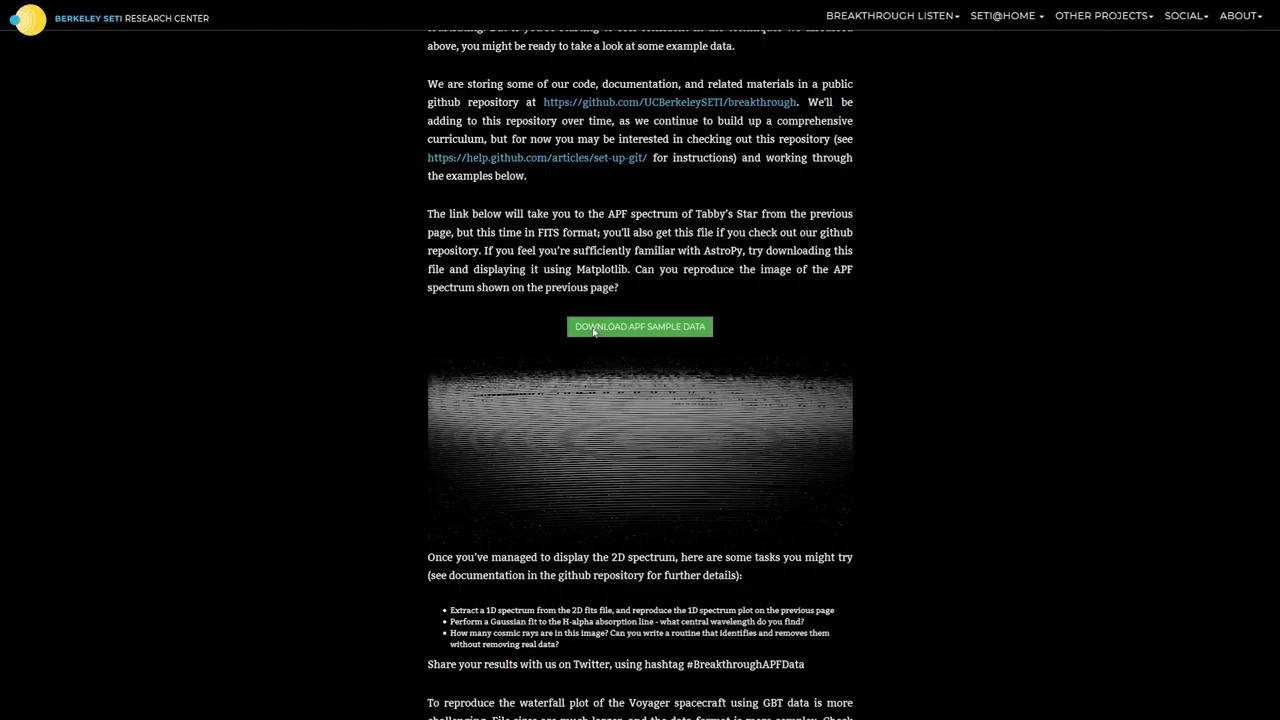 BERKELEY SETI RESEARCH CENTER
BREAKTHROUGH LISTEN
SETI@HOME
OTHER PROJECTS
SOCIAL
ABOUT
above, you might be ready to take a look at some example data.
We are storing some of our code, documentation, and related materials in a public
github repository at https://github.com/UCBerkeleySETI/breakthrough. We'll be
adding to this repository over time, as we continue to build up a comprehensive
curriculum, but for now you may be interested in checking out this repository (see
https://help.github.com/articles/set-up-git/ for instructions) and working through
the examples below.
The link below will take you to the APF spectrum of Tabby's Star from the previous
page, but this time in FITS format; you'll also get this file if you check out our github
repository. If you feel you're sufficiently familiar with AstroPy, try downloading this
file and displaying it using Matplotlib. Can you reproduce the image of the APF
spectrum shown on the previous page?
DOWNLOAD APF SAMPLE DATA
Once you've managed to display the 2D spectrum, here are some tasks you might try
(see documentation in the github repository for further details):
• Extract a 1D spectrum from the 2D fits file, and reproduce the 1D spectrum plot on the previous page
• Perform a Gaussian fit to the H-alpha absorption line - what central wavelength do you find?
• How many cosmic rays are in this image? Can you write a routine that identifies and removes them
without removing real data?
Share your results with us on Twitter, using hashtag #BreakthroughAPFData
To reproduce the waterfall plot of the Voyager spacecraft using GBT data is more